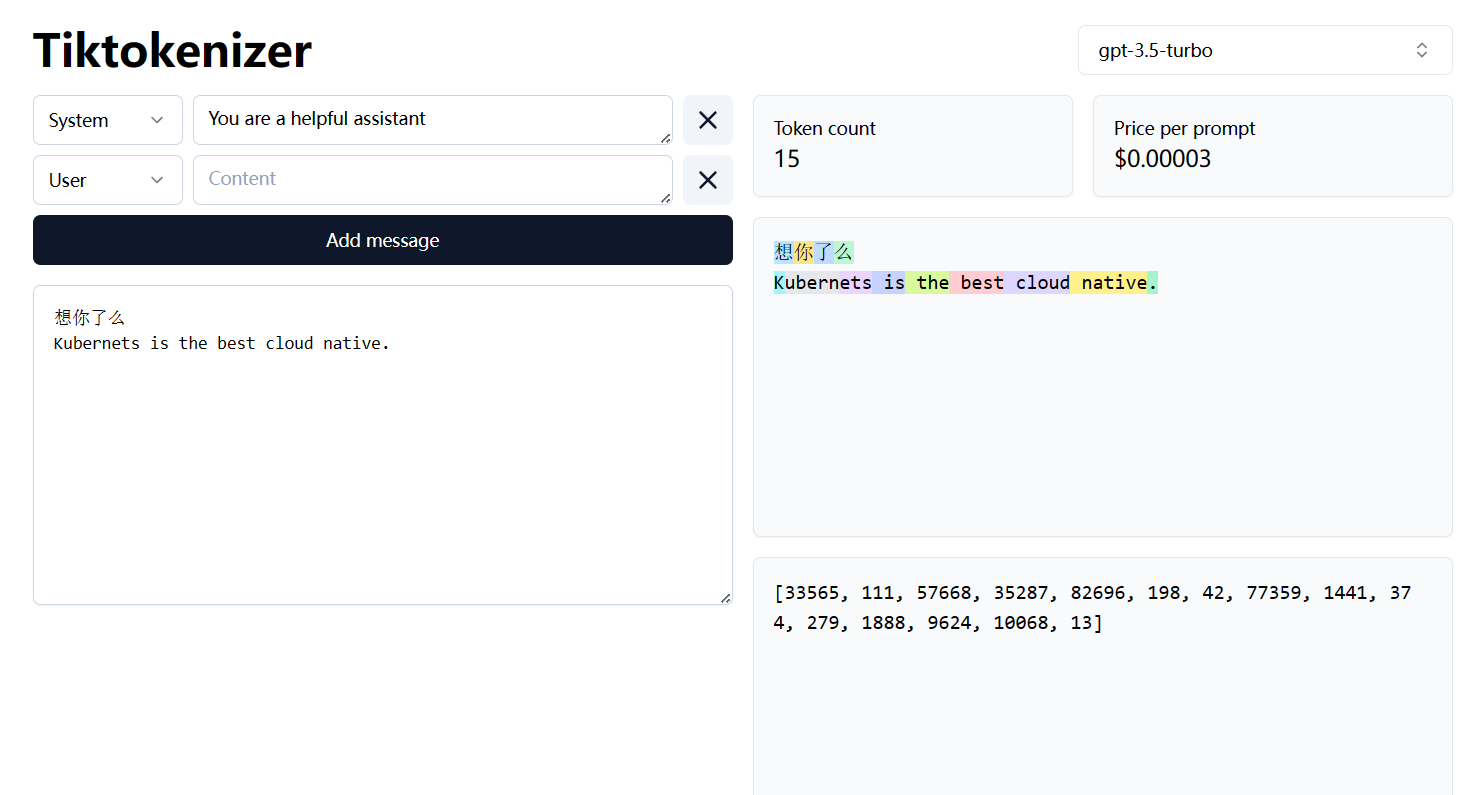 Tiktokenizer
gpt-3.5-turbo
System
You are a helpful assistant
User
Content
Add message
想你了么
Kubernets is the best cloud native.
Token count
15
Price per prompt
$0.00003
想你了么
Kubernets is the best cloud native.
[33565, 111, 57668, 35287, 82696, 198, 42, 77359, 1441, 37
4, 279, 1888, 9624, 10068, 13]